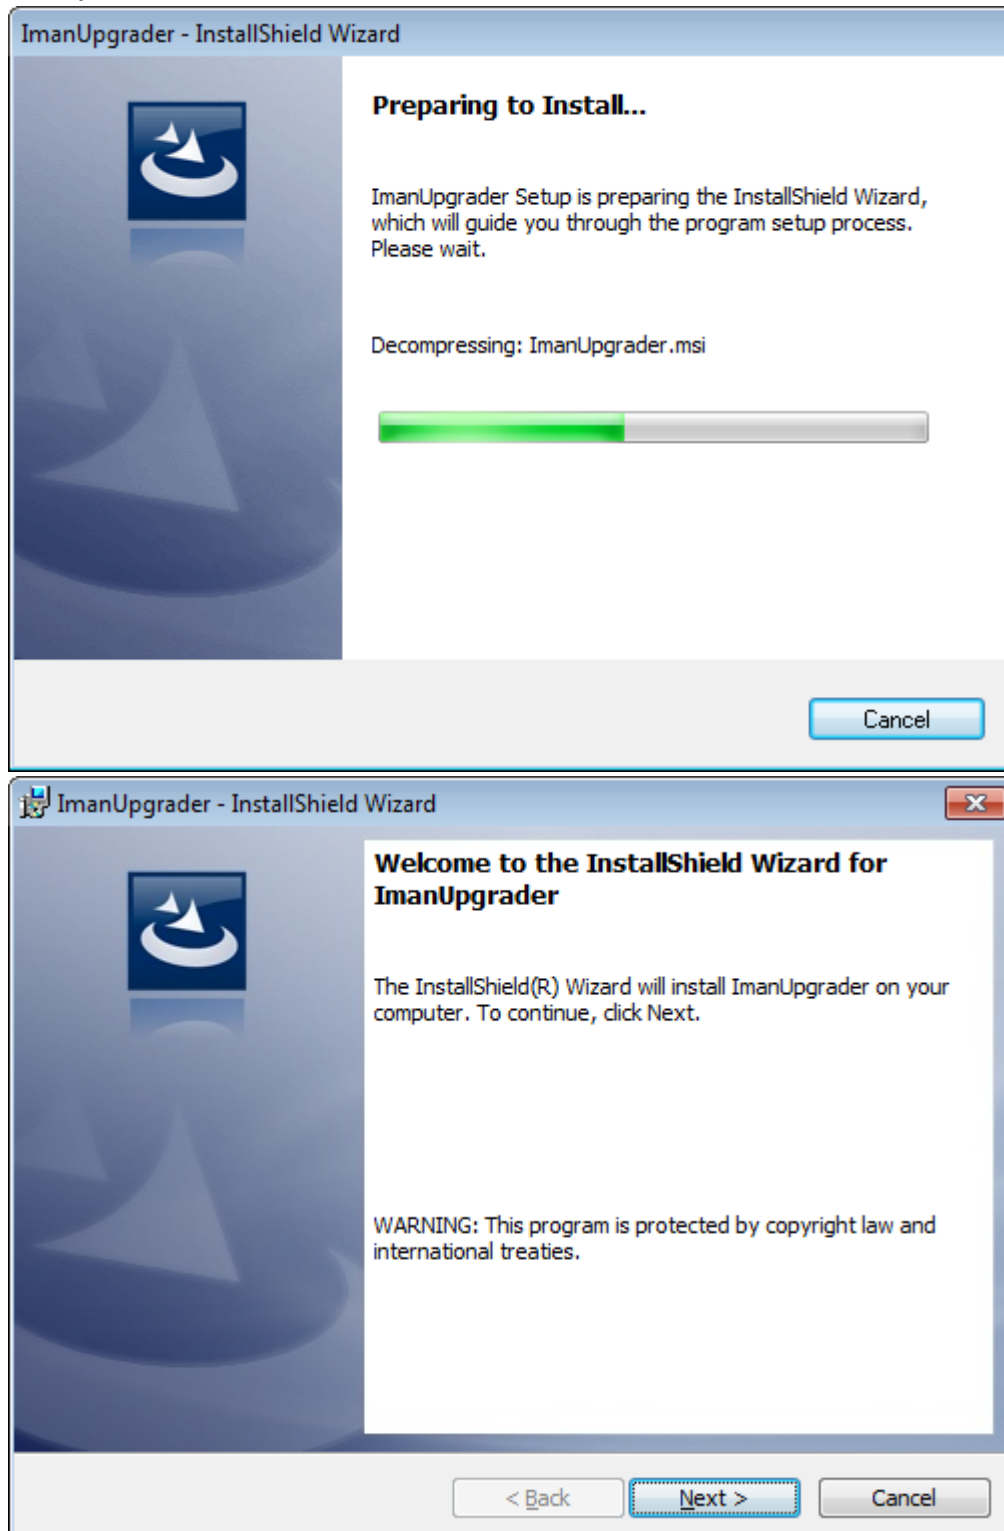 ImanUpgrader - InstallShield Wizard
Preparing to Install...
ImanUpgrader Setup is preparing the InstallShield Wizard,
which will guide you through the program setup process.
Please wait.
Decompressing: ImanUpgrader.msi
Cancel
ImanUpgrader - InstallShield Wizard
Welcome to the InstallShield Wizard for
ImanUpgrader
The InstallShield(R) Wizard will install ImanUpgrader on your
computer. To continue, click Next.
WARNING: This program is protected by copyright law and
international treaties.
< Back Next > Cancel